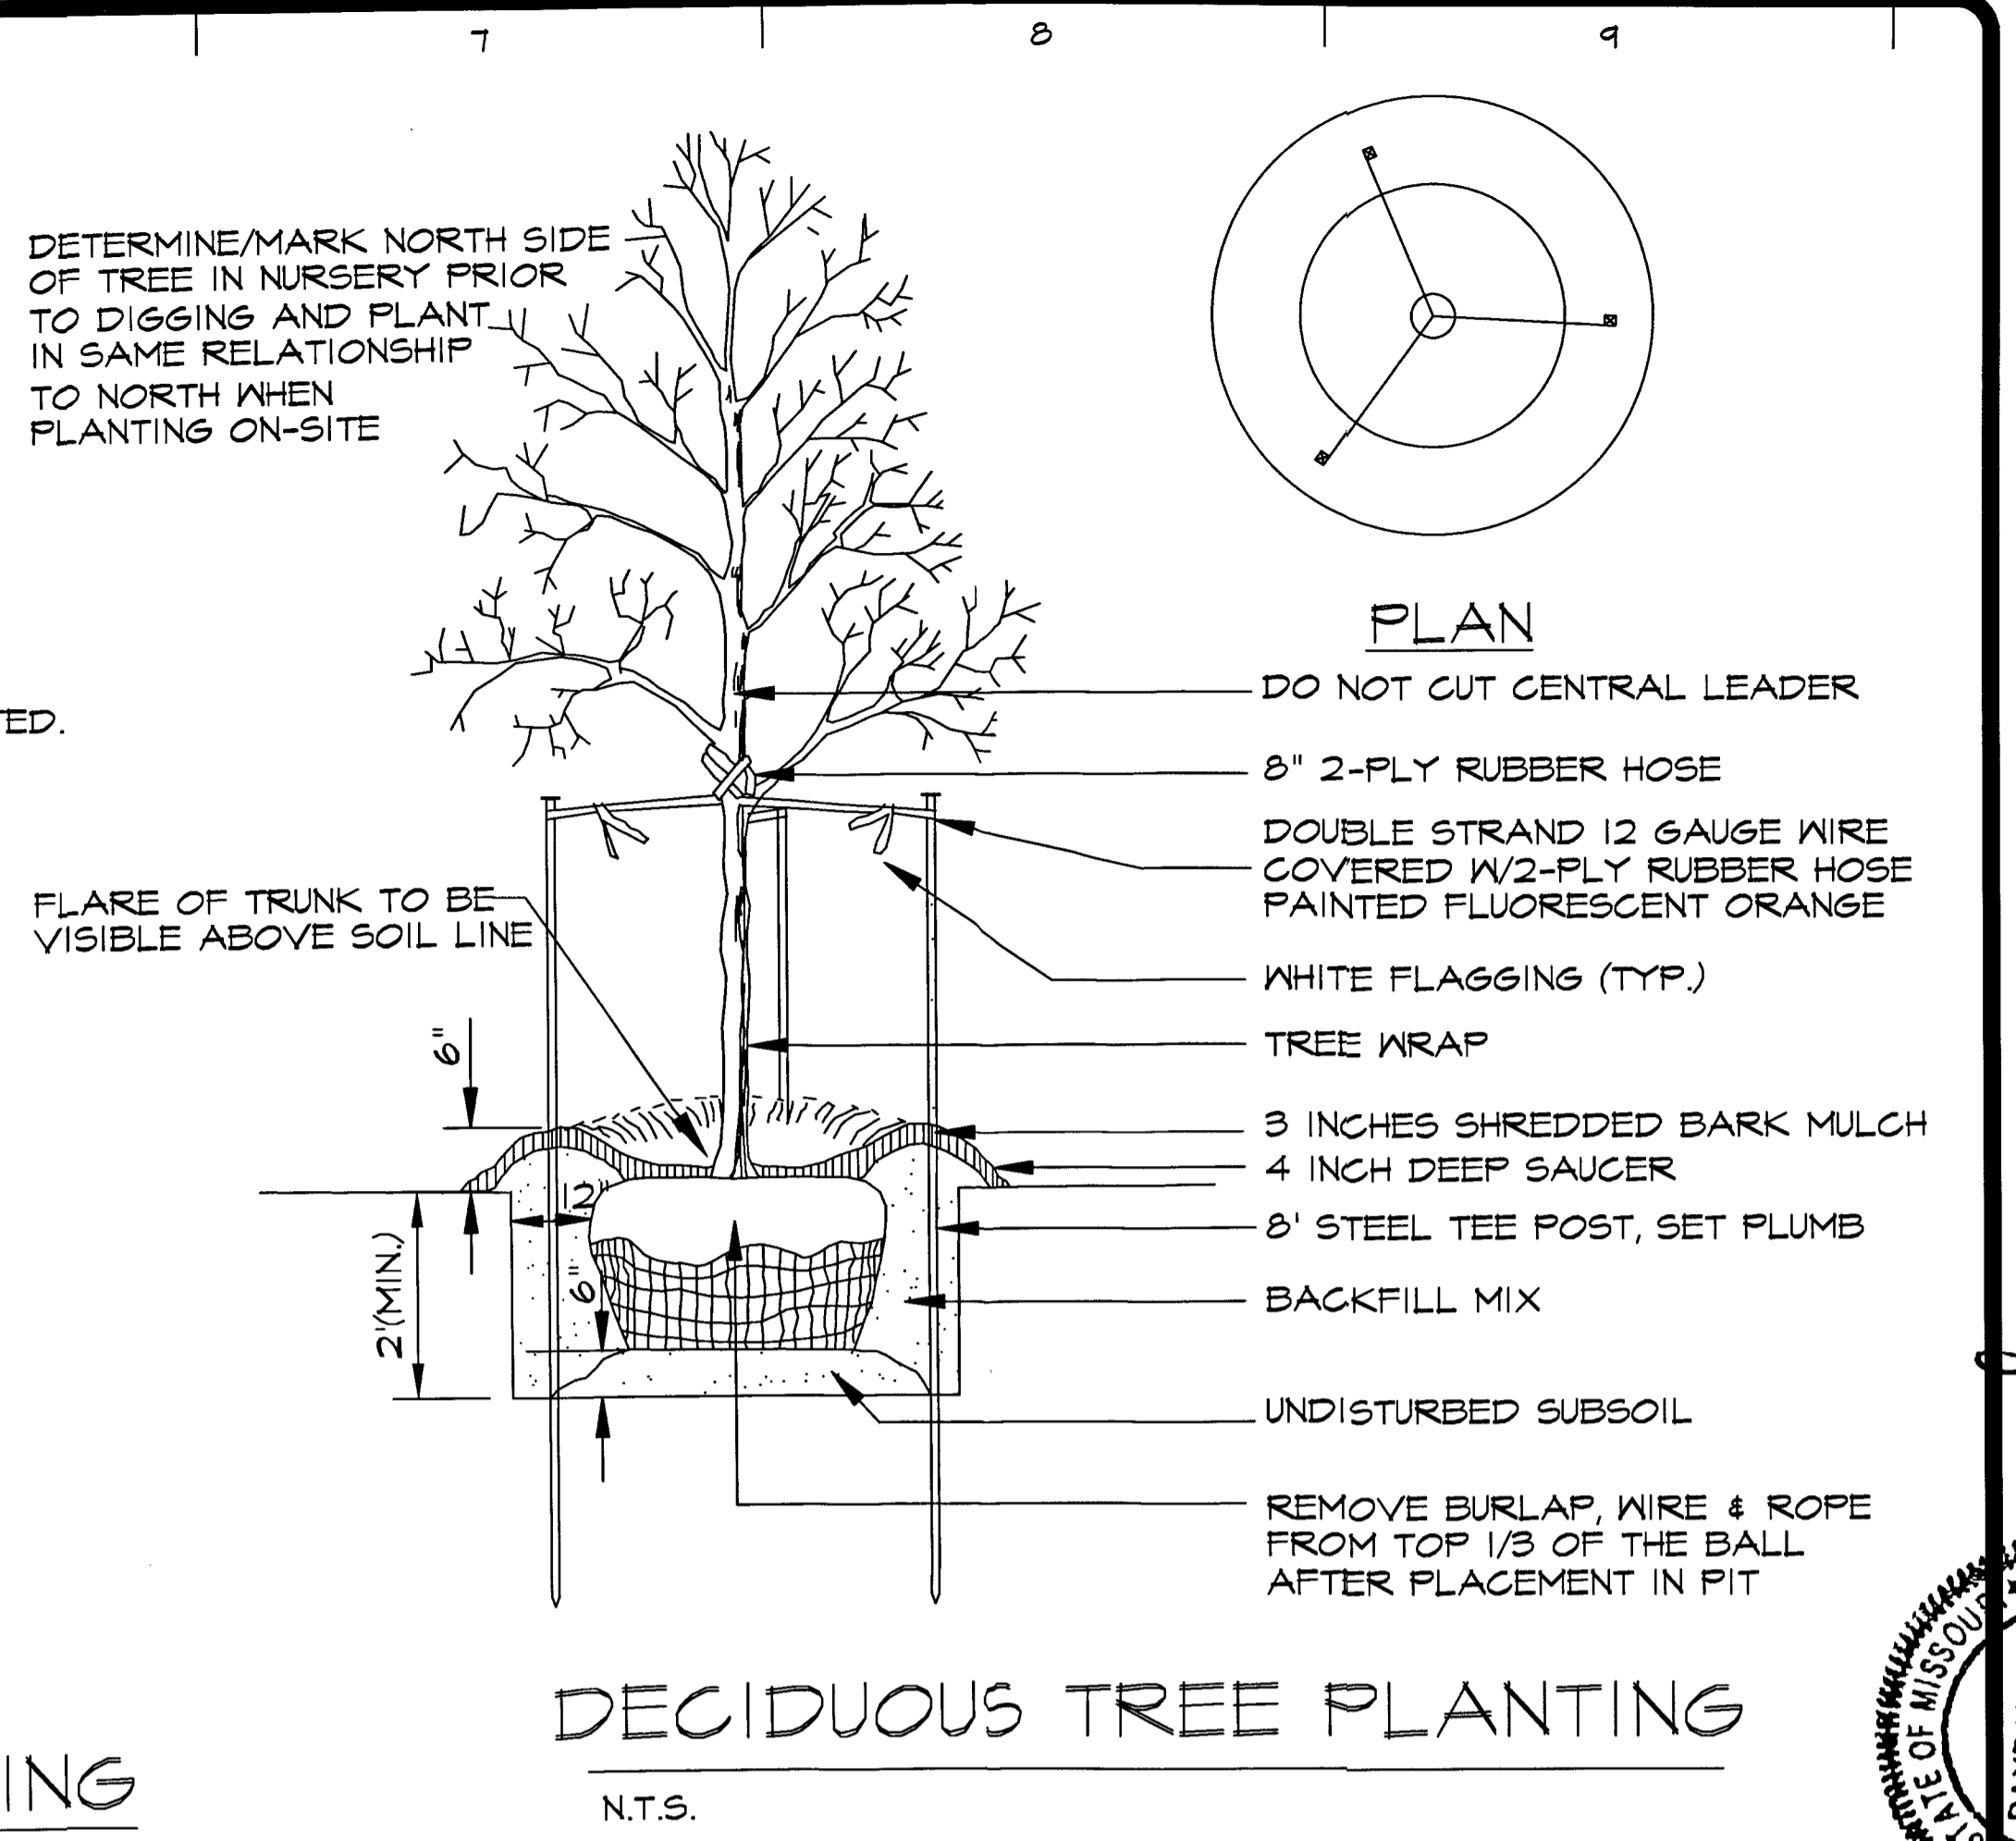 7
8
9
DETERMINE/MARK NORTH SIDE
OF TREE IN NURSERY PRIOR
TO DIGGING AND PLANT
IN SAME RELATIONSHIP
TO NORTH WHEN
PLANTING ON-SITE
PLAN
DO NOT CUT CENTRAL LEADER
TED.
8" 2-PLY RUBBER HOSE
DOUBLE STRAND 12 GAUGE WIRE
COVERED W/2-PLY RUBBER HOSE
PAINTED FLUORESCENT ORANGE
FLARE OF TRUNK TO BE
VISIBLE ABOVE SOIL LINE
WHITE FLAGGING (TYP.)
TREE WRAP
6"
3 INCHES SHREDDED BARK MULCH
4 INCH DEEP SAUCER
12"
8' STEEL TEE POST, SET PLUMB
2'(MIN.)
6"
BACKFILL MIX
UNDISTURBED SUBSOIL
REMOVE BURLAP, WIRE & ROPE
FROM TOP 1/3 OF THE BALL
AFTER PLACEMENT IN PIT
DECIDUOUS TREE PLANTING
N.T.S.
ING
ATE OF MISSOUR